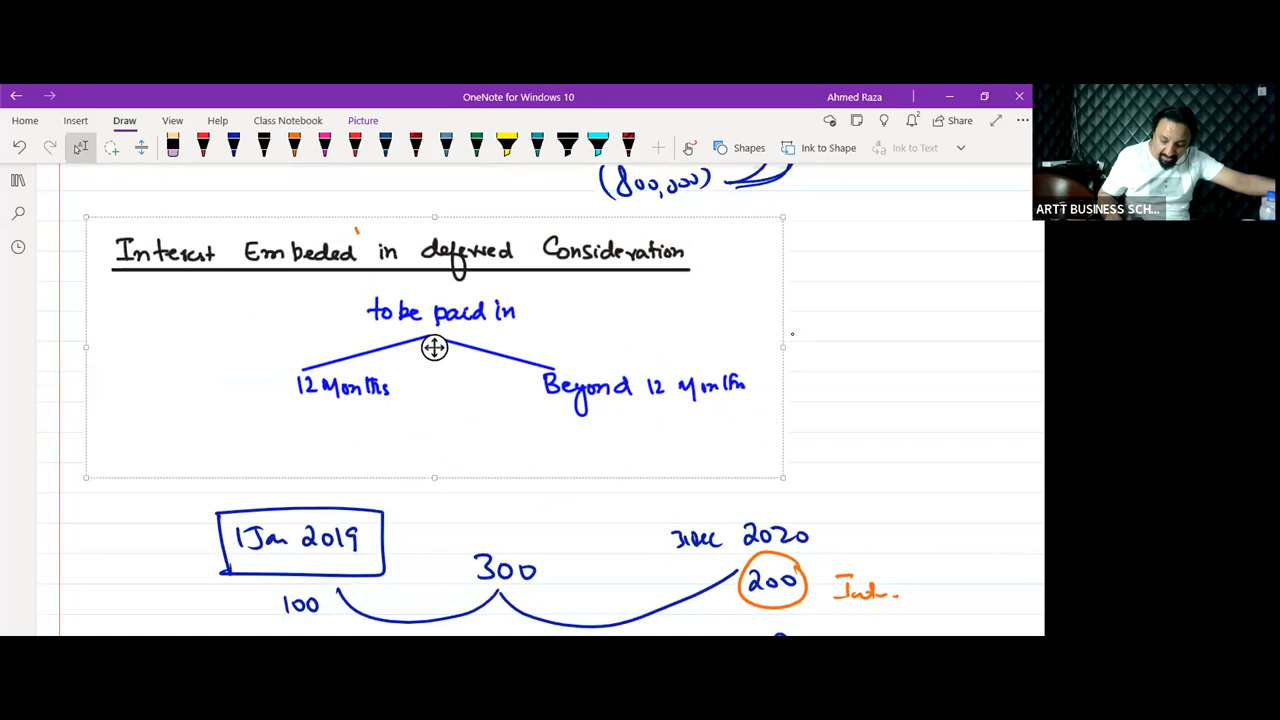 OneNote for Windows 10
Ahmed Raza
Home Insert Draw View Help Class Notebook Picture
Share
Shapes Ink to Shape Ink to Text
(800,000)
Interest Embeded in deferred Consideration
to be paid in
12 Months Beyond 12 Months
1 Jan 2019
31 Dec 2020
300
200
100
ARTT BUSINESS SCH...